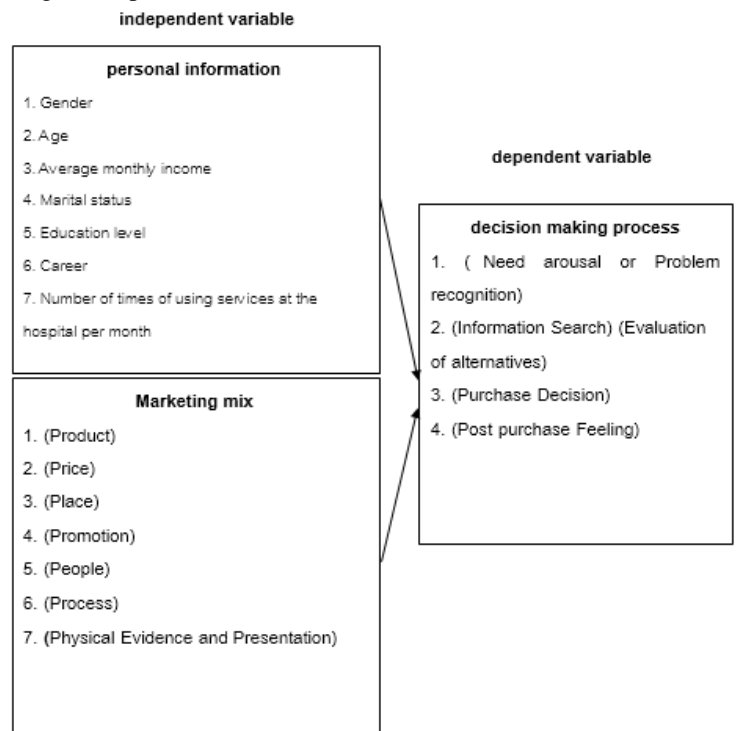 independent variable
personal information
1. Gender
2. Age
3. Average monthly income
4. Marital status
5. Education level
6. Career
7. Number of times of using services at the
hospital per month
Marketing mix
1. (Product)
2. (Price)
3. (Place)
4. (Promotion)
5. (People)
6. (Process)
7. (Physical Evidence and Presentation)
dependent variable
decision making process
1. ( Need arousal or Problem
recognition)
2. (Information Search) (Evaluation
of alternatives)
3. (Purchase Decision)
4. (Post purchase Feeling)